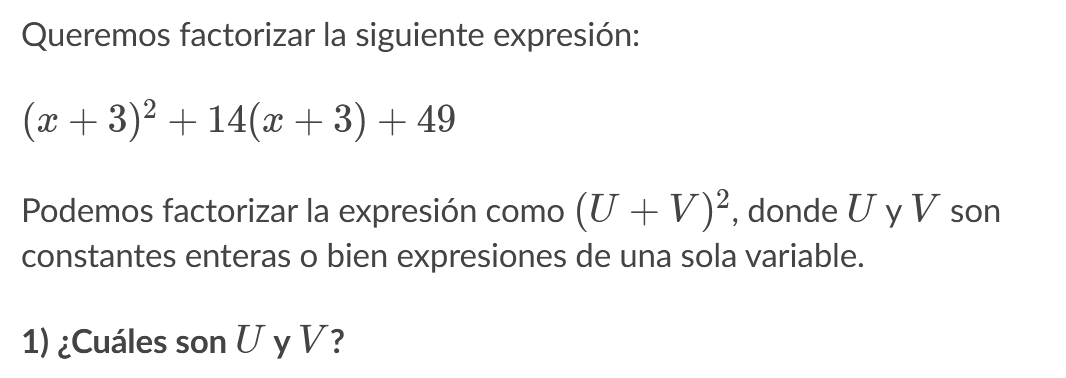 Queremos factorizar la siguiente expresión:
(x + 3)² + 14(x + 3) + 49
Podemos factorizar la expresión como (U + V)², donde U y V son
constantes enteras o bien expresiones de una sola variable.
1) ¿Cuáles son U y V?